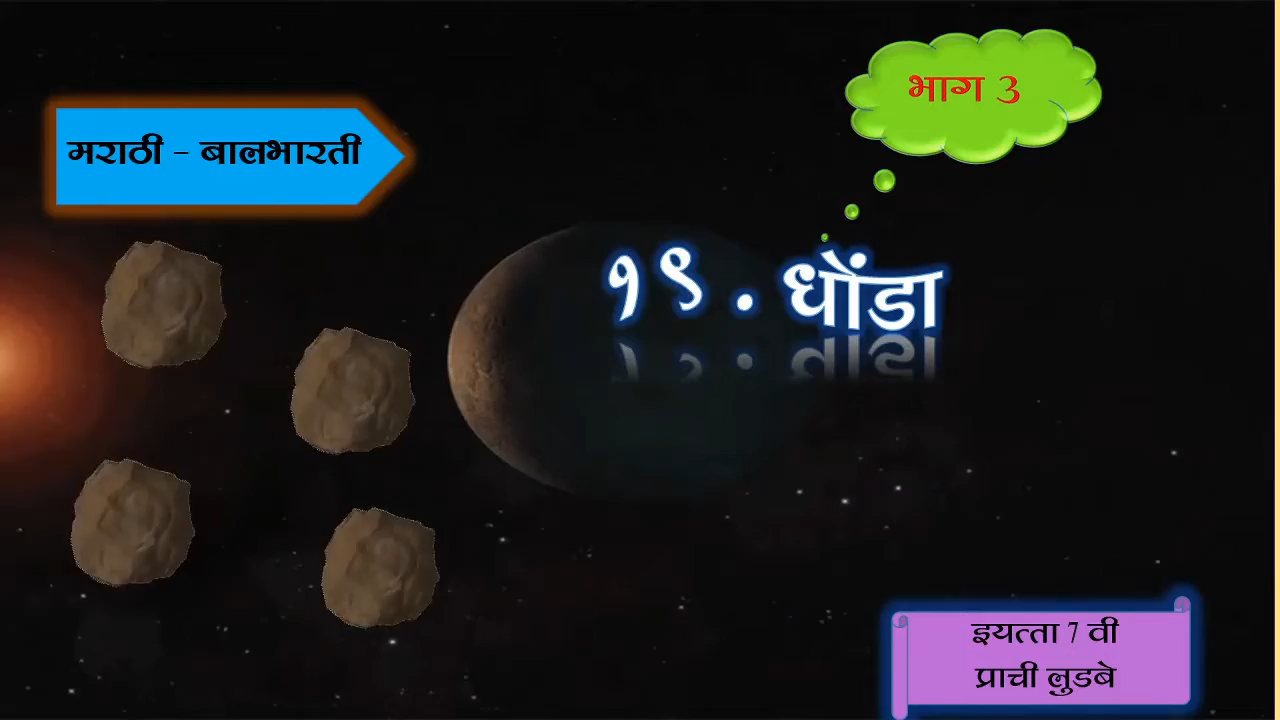 भाग 3
मराठी - बालभारती
१९ . धोंडा
इयत्ता 7 वी
प्राची लुडबे